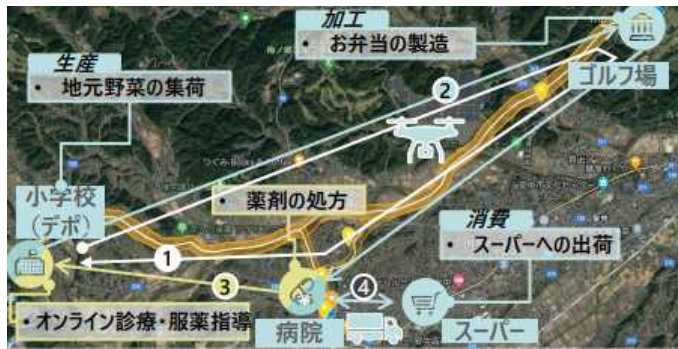 加工
・ お弁当の製造
生産
・ 地元野菜の集荷
ゴルフ場
2
小学校
(デポ)
・ 薬剤の処方
消費
・ スーパーへの出荷
1
3
4
・オンライン診療・服薬指導
病院
スーパー